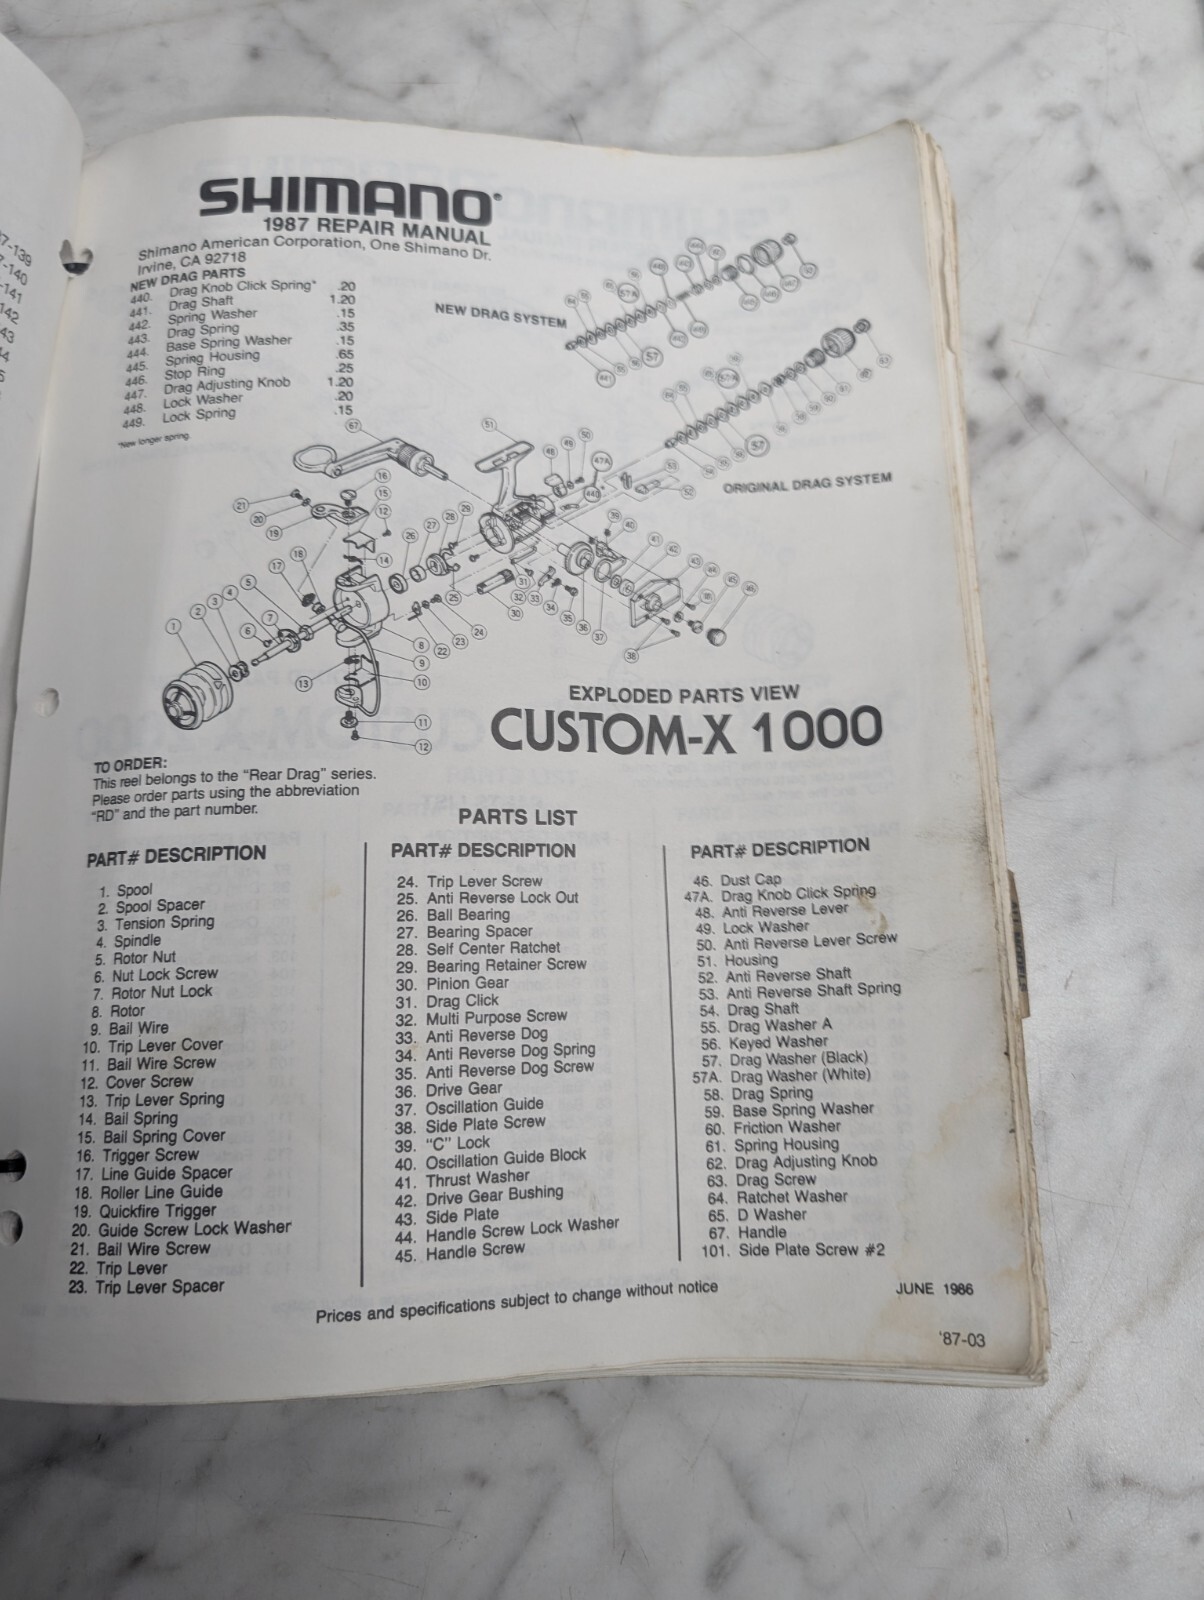 SHIMANO
1987 REPAIR MANUAL
Shimano American Corporation, One Shimano Dr.
Irvine, CA 92718
NEW DRAG PARTS
440. Drag Knob Click Spring* .20
441. Drag Shaft 1.20
442. Spring Washer .15
443. Drag Spring .35
444. Base Spring Washer .15
445. Spring Housing .65
446. Stop Ring .25
447. Drag Adjusting Knob 1.20
448. Lock Washer .20
449. Lock Spring .15
*New longer spring.
NEW DRAG SYSTEM
ORIGINAL DRAG SYSTEM
EXPLODED PARTS VIEW
CUSTOM-X 1000
TO ORDER:
This reel belongs to the "Rear Drag" series.
Please order parts using the abbreviation
"RD" and the part number.
PARTS LIST
PART# DESCRIPTION
1. Spool
2. Spool Spacer
3. Tension Spring
4. Spindle
5. Rotor Nut
6. Nut Lock Screw
7. Rotor Nut Lock
8. Rotor
9. Bail Wire
10. Trip Lever Cover
11. Bail Wire Screw
12. Cover Screw
13. Trip Lever Spring
14. Bail Spring
15. Bail Spring Cover
16. Trigger Screw
17. Line Guide Spacer
18. Roller Line Guide
19. Quickfire Trigger
20. Guide Screw Lock Washer
21. Bail Wire Screw
22. Trip Lever
23. Trip Lever Spacer
PART# DESCRIPTION
24. Trip Lever Screw
25. Anti Reverse Lock Out
26. Ball Bearing
27. Bearing Spacer
28. Self Center Ratchet
29. Bearing Retainer Screw
30. Pinion Gear
31. Drag Click
32. Multi Purpose Screw
33. Anti Reverse Dog
34. Anti Reverse Dog Spring
35. Anti Reverse Dog Screw
36. Drive Gear
37. Oscillation Guide
38. Side Plate Screw
39. "C" Lock
40. Oscillation Guide Block
41. Thrust Washer
42. Drive Gear Bushing
43. Side Plate
44. Handle Screw Lock Washer
45. Handle Screw
PART# DESCRIPTION
46. Dust Cap
47A. Drag Knob Click Spring
48. Anti Reverse Lever
49. Lock Washer
50. Anti Reverse Lever Screw
51. Housing
52. Anti Reverse Shaft
53. Anti Reverse Shaft Spring
54. Drag Shaft
55. Drag Washer A
56. Keyed Washer
57. Drag Washer (Black)
57A. Drag Washer (White)
58. Drag Spring
59. Base Spring Washer
60. Friction Washer
61. Spring Housing
62. Drag Adjusting Knob
63. Drag Screw
64. Ratchet Washer
65. D Washer
67. Handle
101. Side Plate Screw #2
Prices and specifications subject to change without notice
JUNE 1986
'87-03